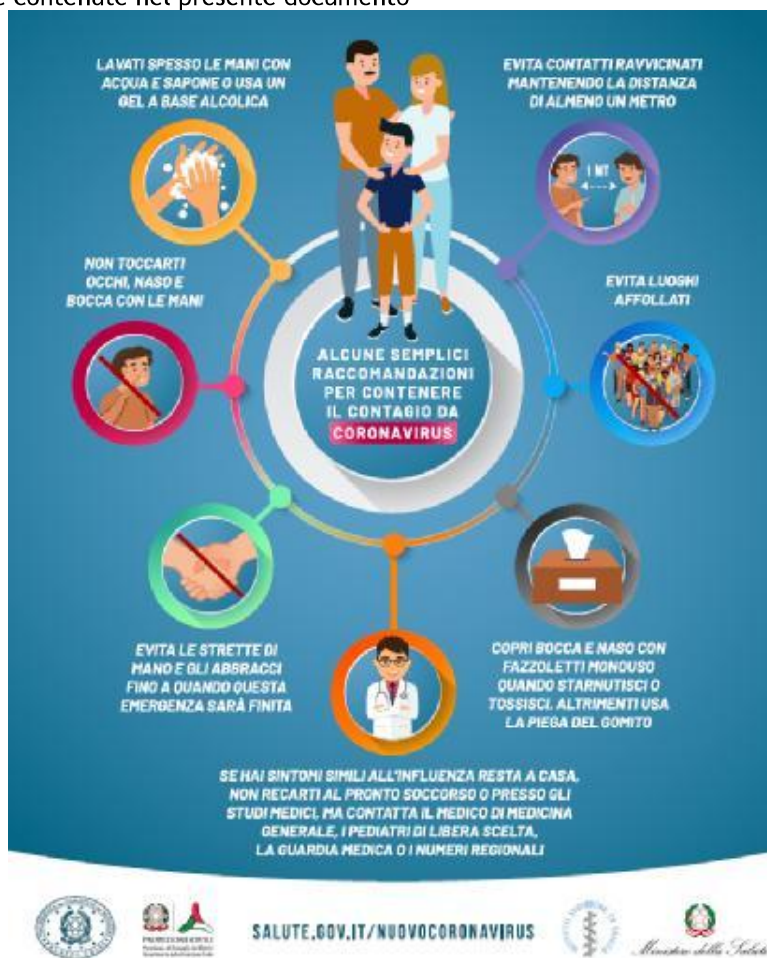 contenute nel presente documento
LAVATI SPESSO LE MANI CON
ACQUA E SAPONE O USA UN
GEL A BASE ALCOLICA
EVITA CONTATTI RAVVICINATI
MANTENENDO LA DISTANZA
DI ALMENO UN METRO
1 MT
NON TOCCARTI
OCCHI, NASO E
BOCCA CON LE MANI
EVITA LUOGHI
AFFOLLATI
ALCUNE SEMPLICI
RACCOMANDAZIONI
PER CONTENERE
IL CONTAGIO DA
CORONAVIRUS
EVITA LE STRETTE DI
MANO E GLI ABBRACCI
FINO A QUANDO QUESTA
EMERGENZA SARÀ FINITA
COPRI BOCCA E NASO CON
FAZZOLETTI MONOUSO
QUANDO STARNUTISCI O
TOSSISCI. ALTRIMENTI USA
LA PIEGA DEL GOMITO
SE HAI SINTOMI SIMILI ALL'INFLUENZA RESTA A CASA,
NON RECARTI AL PRONTO SOCCORSO O PRESSO GLI
STUDI MEDICI, MA CONTATTA IL MEDICO DI MEDICINA
GENERALE, I PEDIATRI DI LIBERA SCELTA,
LA GUARDIA MEDICA O I NUMERI REGIONALI
SALUTE.GOV.IT/NUOVOCORONAVIRUS
Ministero della Salute